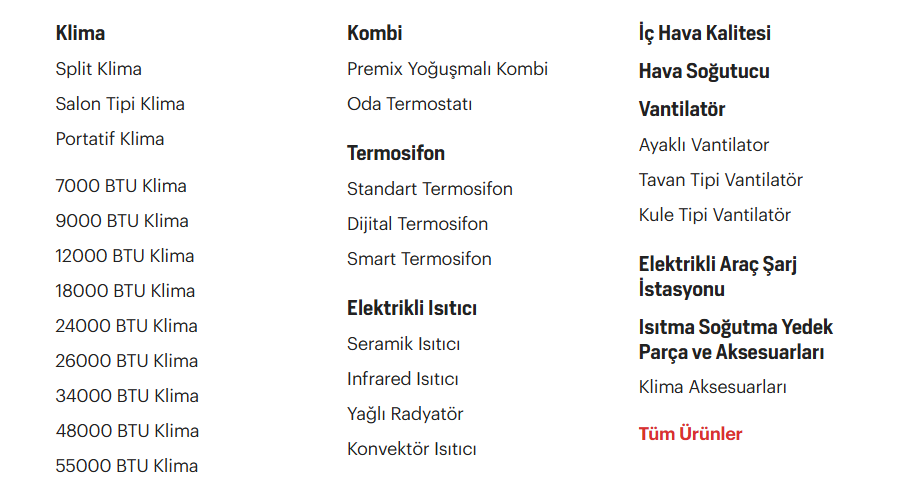 Klima
Split Klima
Salon Tipi Klima
Portatif Klima
7000 BTU Klima
9000 BTU Klima
12000 BTU Klima
18000 BTU Klima
24000 BTU Klima
26000 BTU Klima
34000 BTU Klima
48000 BTU Klima
55000 BTU Klima
Kombi
Premix Yoğuşmalı Kombi
Oda Termostatı
Termosifon
Standart Termosifon
Dijital Termosifon
Smart Termosifon
Elektrikli Isıtıcı
Seramik Isıtıcı
Infrared Isıtıcı
Yağlı Radyatör
Konvektör Isıtıcı
İç Hava Kalitesi
Hava Soğutucu
Vantilatör
Ayaklı Vantilator
Tavan Tipi Vantilatör
Kule Tipi Vantilatör
Elektrikli Araç Şarj
İstasyonu
Isıtma Soğutma Yedek
Parça ve Aksesuarları
Klima Aksesuarları
Tüm Ürünler